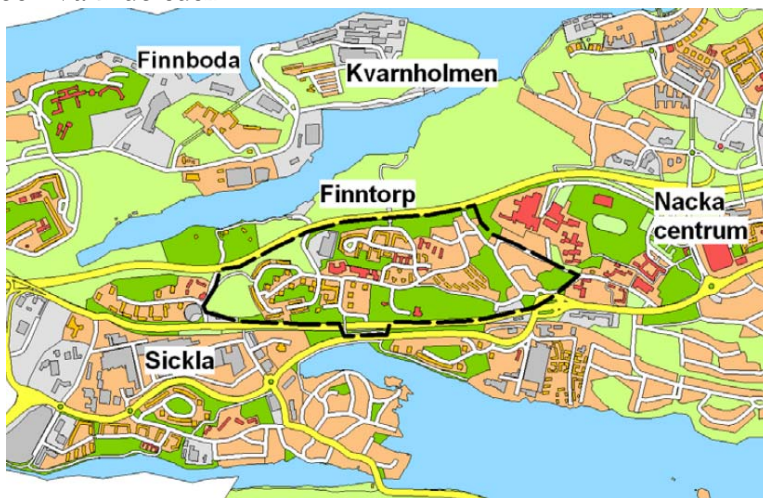 Finnboda
Kvarnholmen
Finntorp
Nacka
centrum
Sickla